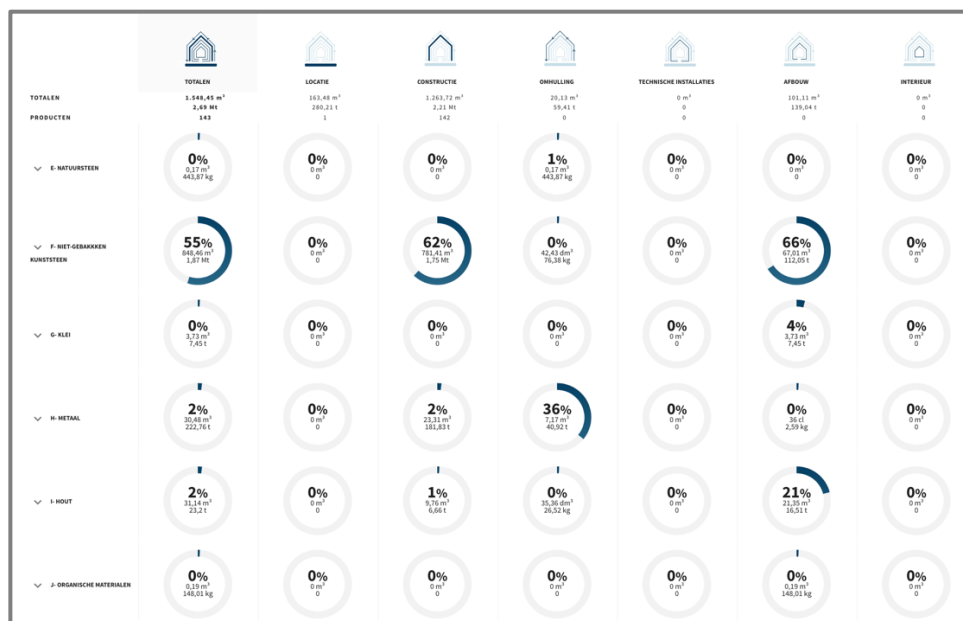 TOTALEN LOCATIE CONSTRUCTIE OMHULLING TECHNISCHE INSTALLATIES AFBOUW INTERIEUR
TOTALEN 1.548,45 m³ 163,48 m³ 1.263,72 m³ 20,13 m³ 0 m³ 101,11 m³ 0 m³
2,69 Mt 280,21 t 2,21 Mt 59,41 t 0 139,04 t 0
PRODUCTEN 143 1 142 0 0 0 0
E- NATUURSTEEN
0% 0% 0% 1% 0% 0% 0%
0,17 m³ 0 m³ 0 m³ 0,17 m³ 0 m³ 0 m³ 0 m³
443,87 kg 0 0 443,87 kg 0 0 0
F- NIET-GEBAKKKEN
KUNSTSTEEN
55% 0% 62% 0% 0% 66% 0%
848,46 m³ 0 m³ 781,41 m³ 42,43 dm³ 0 m³ 67,01 m³ 0 m³
1,87 Mt 0 1,75 Mt 76,38 kg 0 112,05 t 0
G- KLEI
0% 0% 0% 0% 0% 4% 0%
3,73 m³ 0 m³ 0 m³ 0 m³ 0 m³ 3,73 m³ 0 m³
7,45 t 0 0 0 0 7,45 t 0
H- METAAL
2% 0% 2% 36% 0% 0% 0%
30,48 m³ 0 m³ 23,31 m³ 7,17 m³ 0 m³ 36 cl 0 m³
222,76 t 0 181,83 t 40,92 t 0 2,59 kg 0
I- HOUT
2% 0% 1% 0% 0% 21% 0%
31,14 m³ 0 m³ 9,76 m³ 35,36 dm³ 0 m³ 21,35 m³ 0 m³
23,2 t 0 6,66 t 26,52 kg 0 16,51 t 0
J- ORGANISCHE MATERIALEN
0% 0% 0% 0% 0% 0% 0%
0,19 m³ 0 m³ 0 m³ 0 m³ 0 m³ 0,19 m³ 0 m³
148,01 kg 0 0 0 0 148,01 kg 0